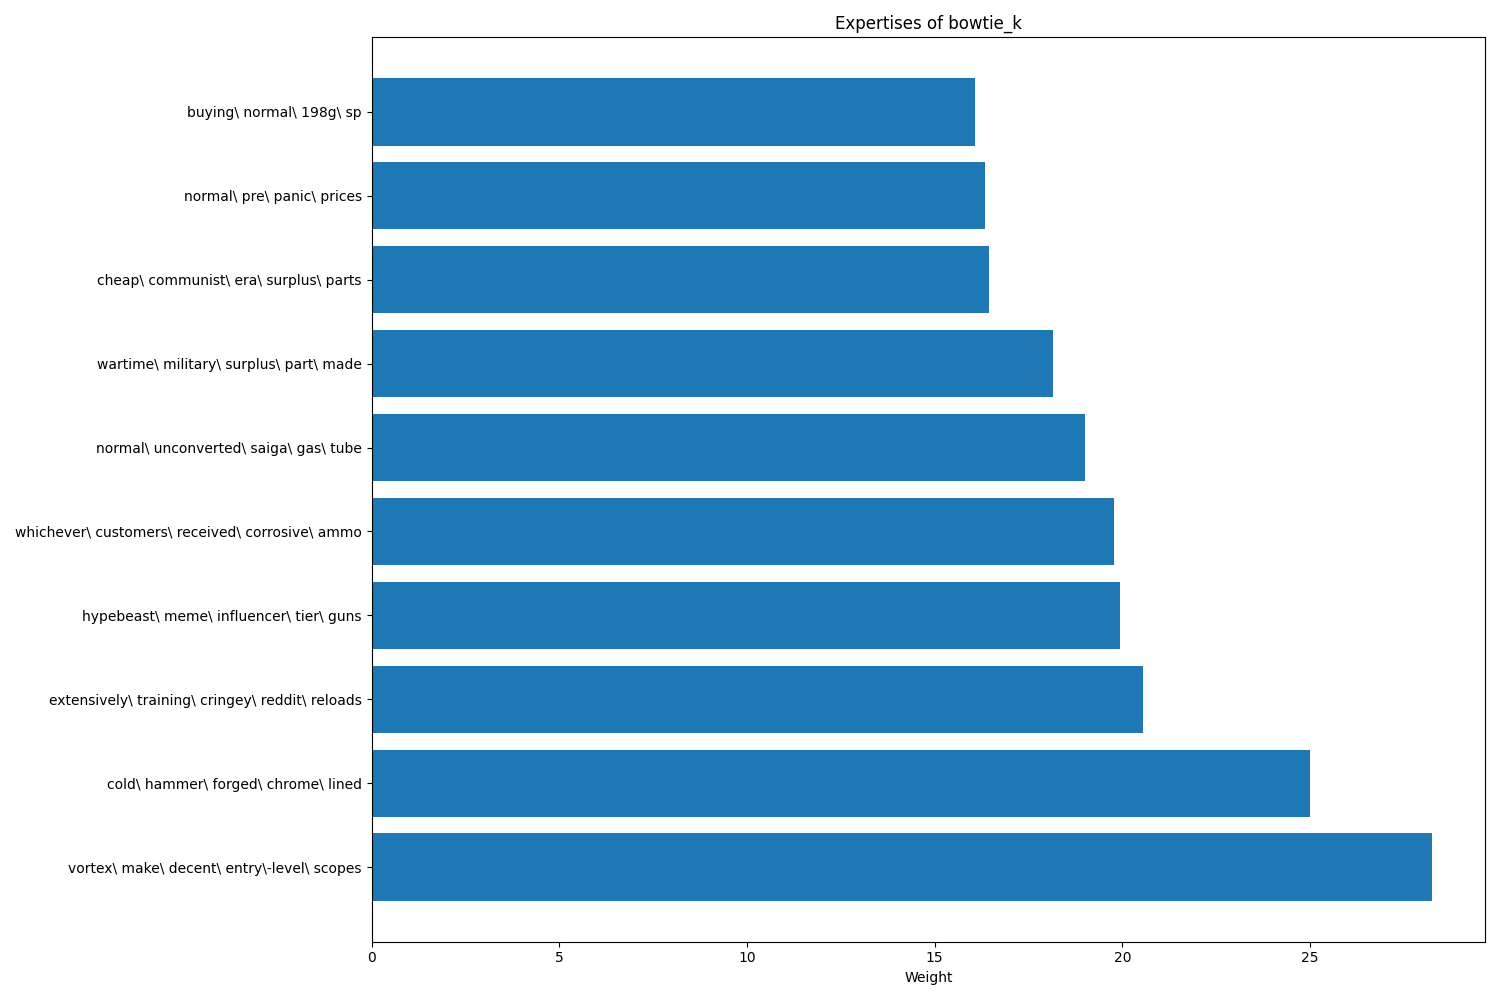 Expertises of bowtie_k
buying\ normal\ 198g\ sp
normal\ pre\ panic\ prices
cheap\ communist\ era\ surplus\ parts
wartime\ military\ surplus\ part\ made
normal\ unconverted\ saiga\ gas\ tube
whichever\ customers\ received\ corrosive\ ammo
hypebeast\ meme\ influencer\ tier\ guns
extensively\ training\ cringey\ reddit\ reloads
cold\ hammer\ forged\ chrome\ lined
vortex\ make\ decent\ entry\-level\ scopes
0 5 10 15 20 25
Weight